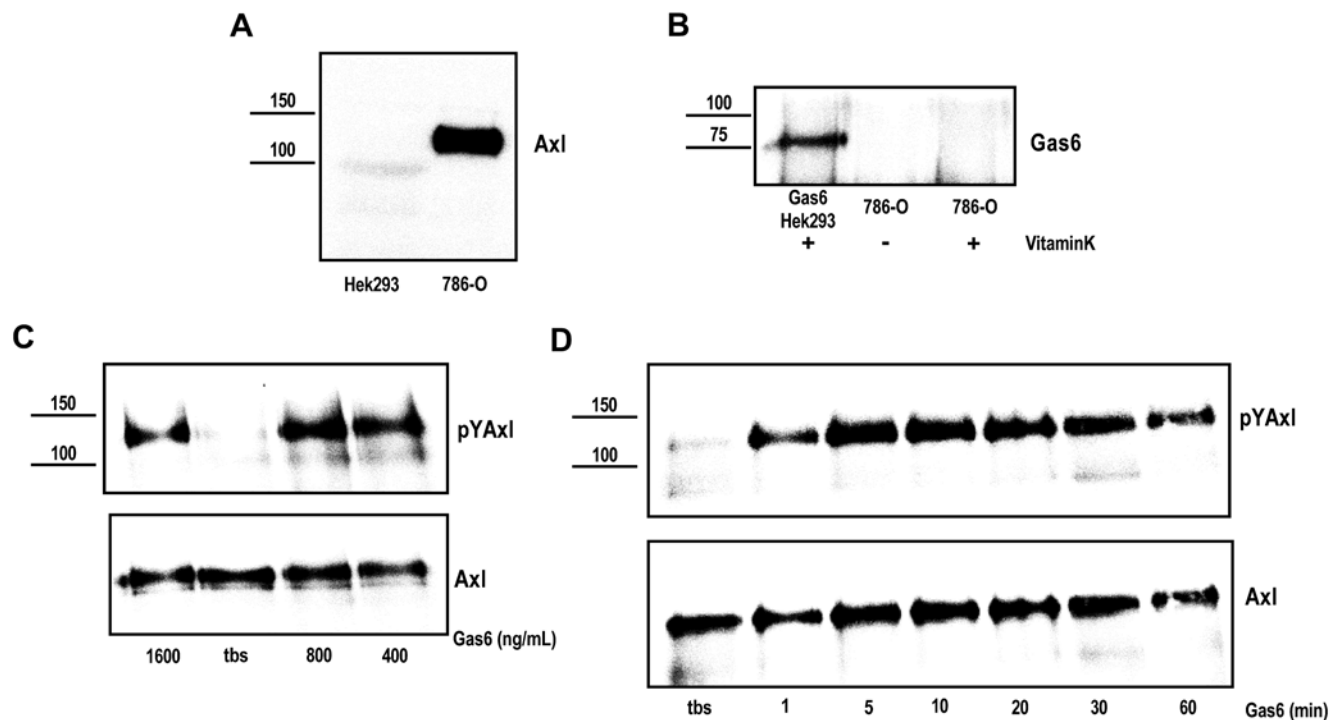 A
150
100
Axl
Hek293 786-O
B
100
75
Gas6
Gas6
Hek293 786-O 786-O
+ - + VitaminK
C
150
100
pYAxl
Axl
Gas6 (ng/mL)
1600 tbs 800 400
D
150
100
pYAxl
Axl
tbs 1 5 10 20 30 60 Gas6 (min)